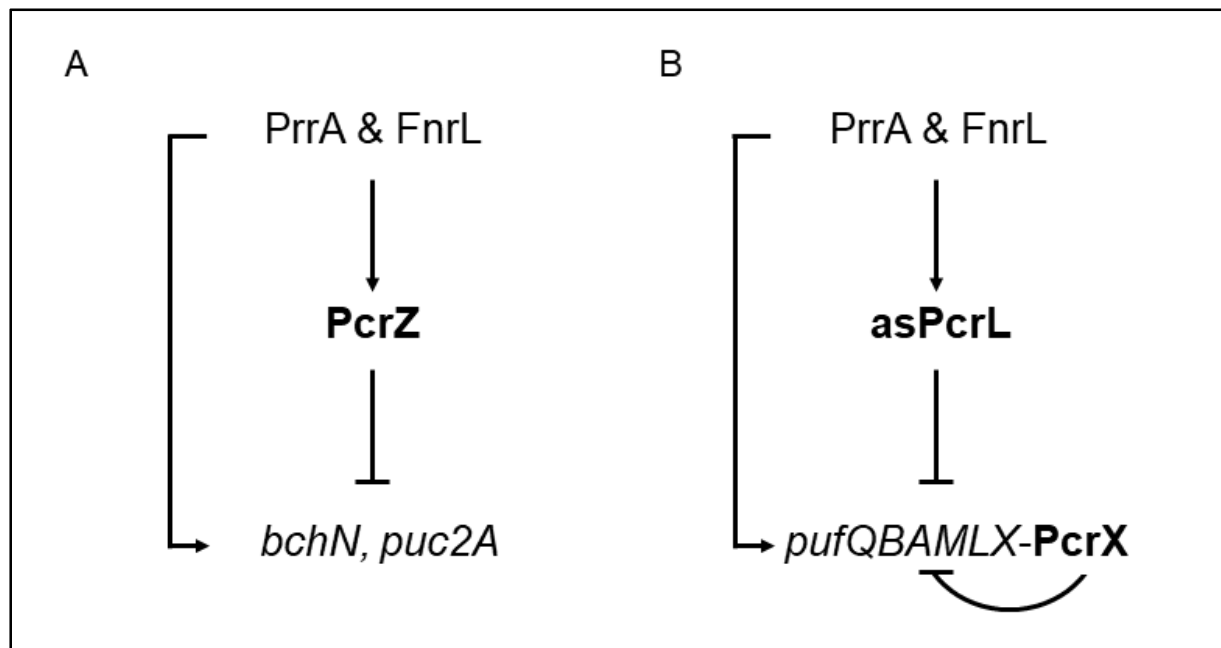 A
PrrA & FnrL
PcrZ
bchN, puc2A
B
PrrA & FnrL
asPcrL
pufQBAMLX-PcrX